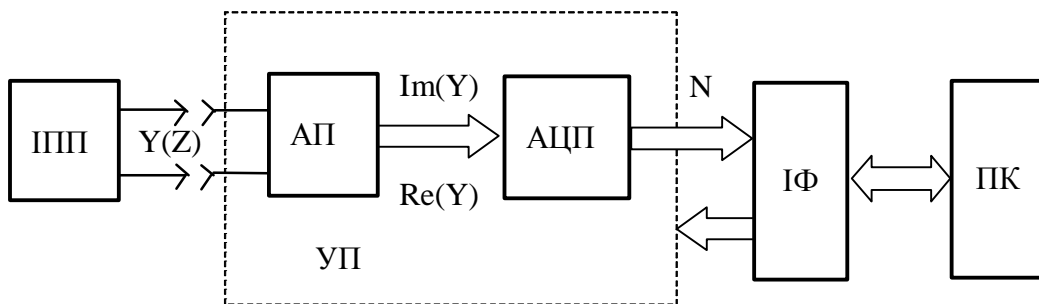 ІПП
Y(Z)
АП
Im(Y)
Re(Y)
АЦП
УП
N
ІФ
ПК